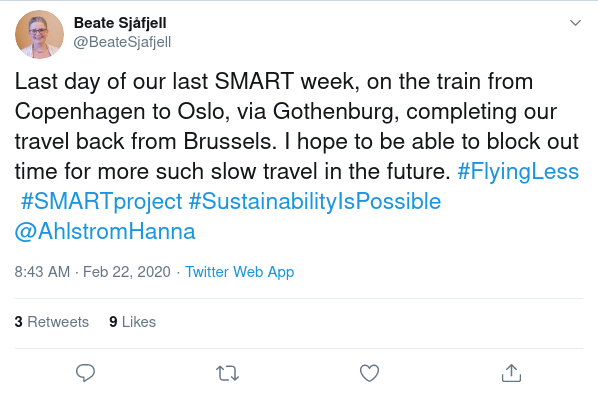 Beate Sjåfjell
@BeateSjafjell
Last day of our last SMART week, on the train from
Copenhagen to Oslo, via Gothenburg, completing our
travel back from Brussels. I hope to be able to block out
time for more such slow travel in the future. #FlyingLess
#SMARTproject #SustainabilityIsPossible
@AhlstromHanna
8:43 AM · Feb 22, 2020 · Twitter Web App
3 Retweets 9 Likes